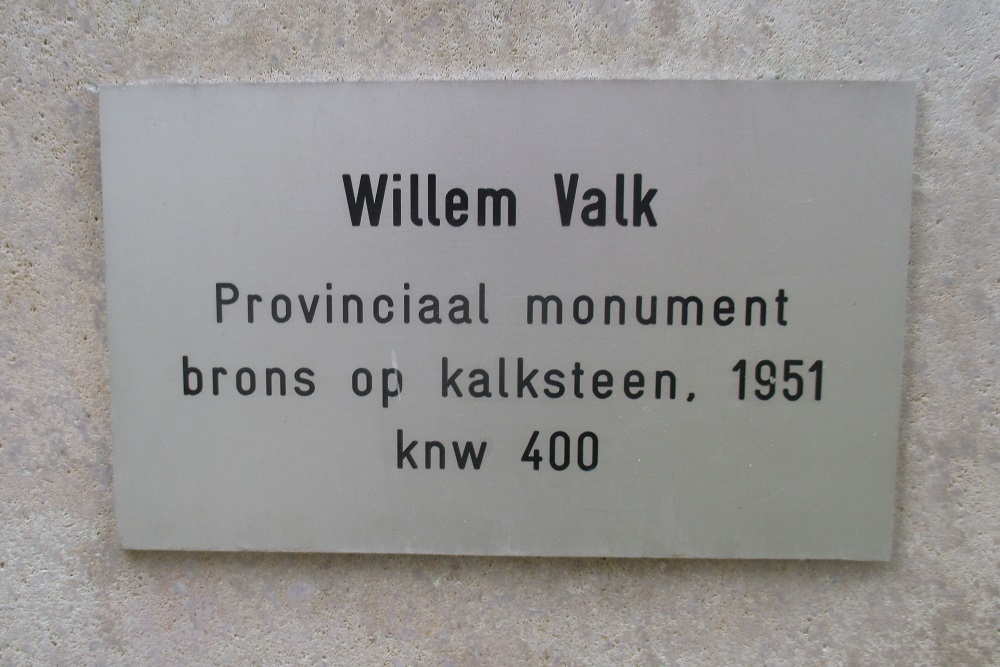 Willem Valk
Provinciaal monument
brons op kalksteen, 1951
knw 400